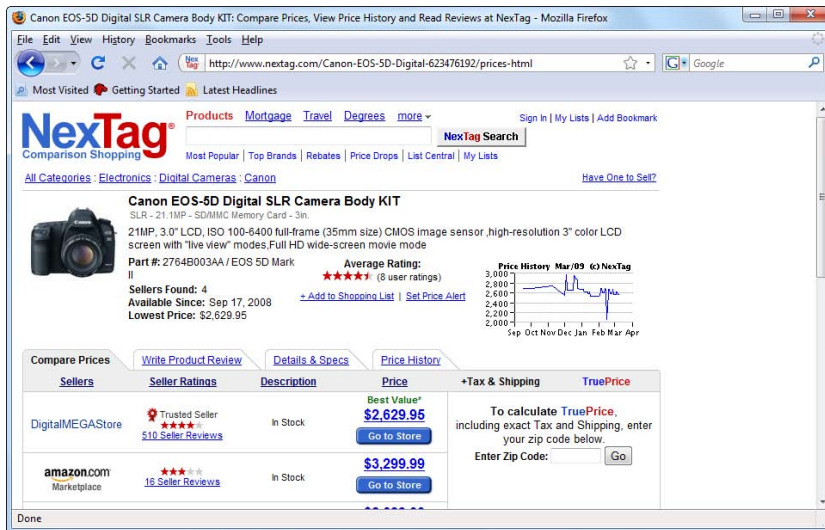 Canon EOS-5D Digital SLR Camera Body KIT: Compare Prices, View Price History and Read Reviews at NexTag - Mozilla Firefox
File Edit View History Bookmarks Tools Help
http://www.nextag.com/Canon-EOS-5D-Digital-623476192/prices-html
Google
Most Visited Getting Started Latest Headlines
NexTag®
Comparison Shopping
Products Mortgage Travel Degrees more
Sign In | My Lists | Add Bookmark
NexTag Search
Most Popular | Top Brands | Rebates | Price Drops | List Central | My Lists
All Categories : Electronics : Digital Cameras : Canon
Have One to Sell?
Canon EOS-5D Digital SLR Camera Body KIT
SLR - 21.1MP - SD/MMC Memory Card - 3in.
21MP, 3.0" LCD, ISO 100-6400 full-frame (35mm size) CMOS image sensor ,high-resolution 3" color LCD
screen with "live view" modes,Full HD wide-screen movie mode
Part #: 2764B003AA / EOS 5D Mark
II
Sellers Found: 4
Available Since: Sep 17, 2008
Lowest Price: $2,629.95
Average Rating:
(8 user ratings)
+ Add to Shopping List | Set Price Alert
Price History Mar/09 (c) NexTag
3,000
2,800
2,600
2,400
2,200
2,000
Sep Oct Nov Dec Jan Feb Mar Apr
Compare Prices Write Product Review Details & Specs Price History
Sellers Seller Ratings Description Price +Tax & Shipping TruePrice
DigitalMEGAStore
Trusted Seller
510 Seller Reviews
In Stock
Best Value*
$2,629.95
Go to Store
To calculate TruePrice,
including exact Tax and Shipping, enter
your zip code below.
Enter Zip Code: Go
amazon.com
Marketplace
16 Seller Reviews
In Stock
$3,299.99
Go to Store
Done